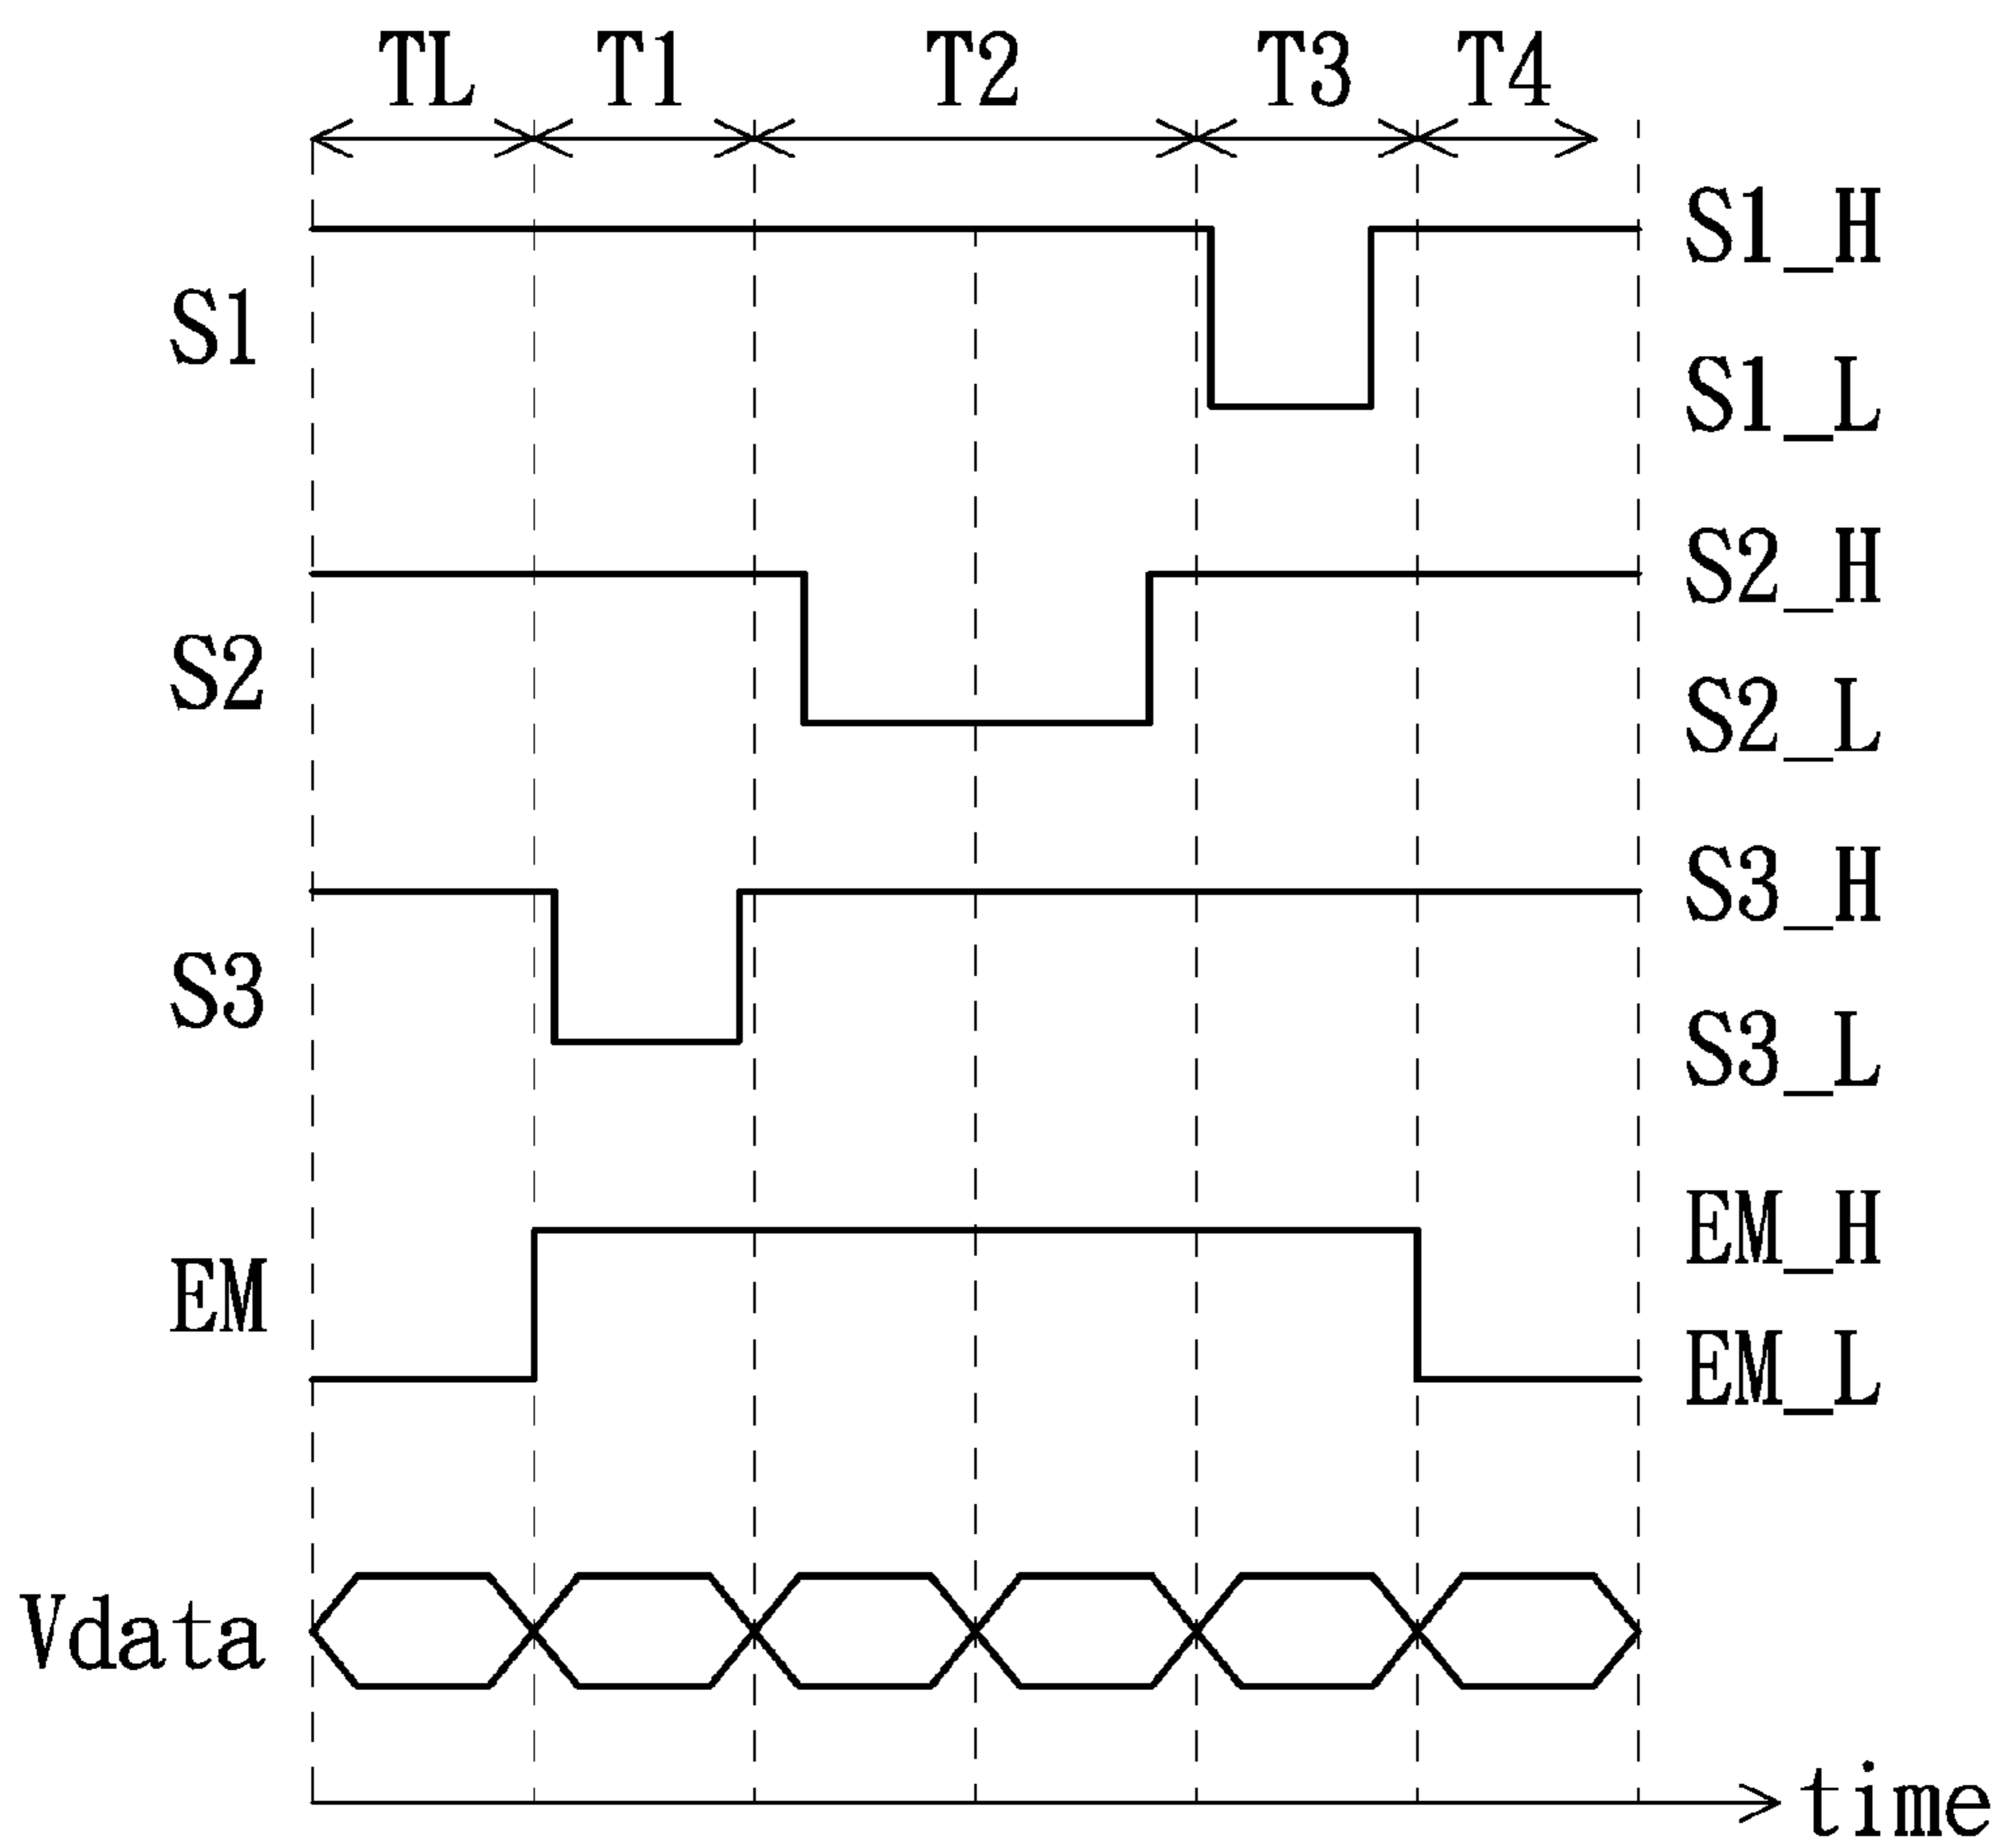 TL T1 T2 T3 T4
S1_H
S1
S1_L
S2_H
S2
S2_L
S3_H
S3
S3_L
EM_H
EM
EM_L
Vdata
time